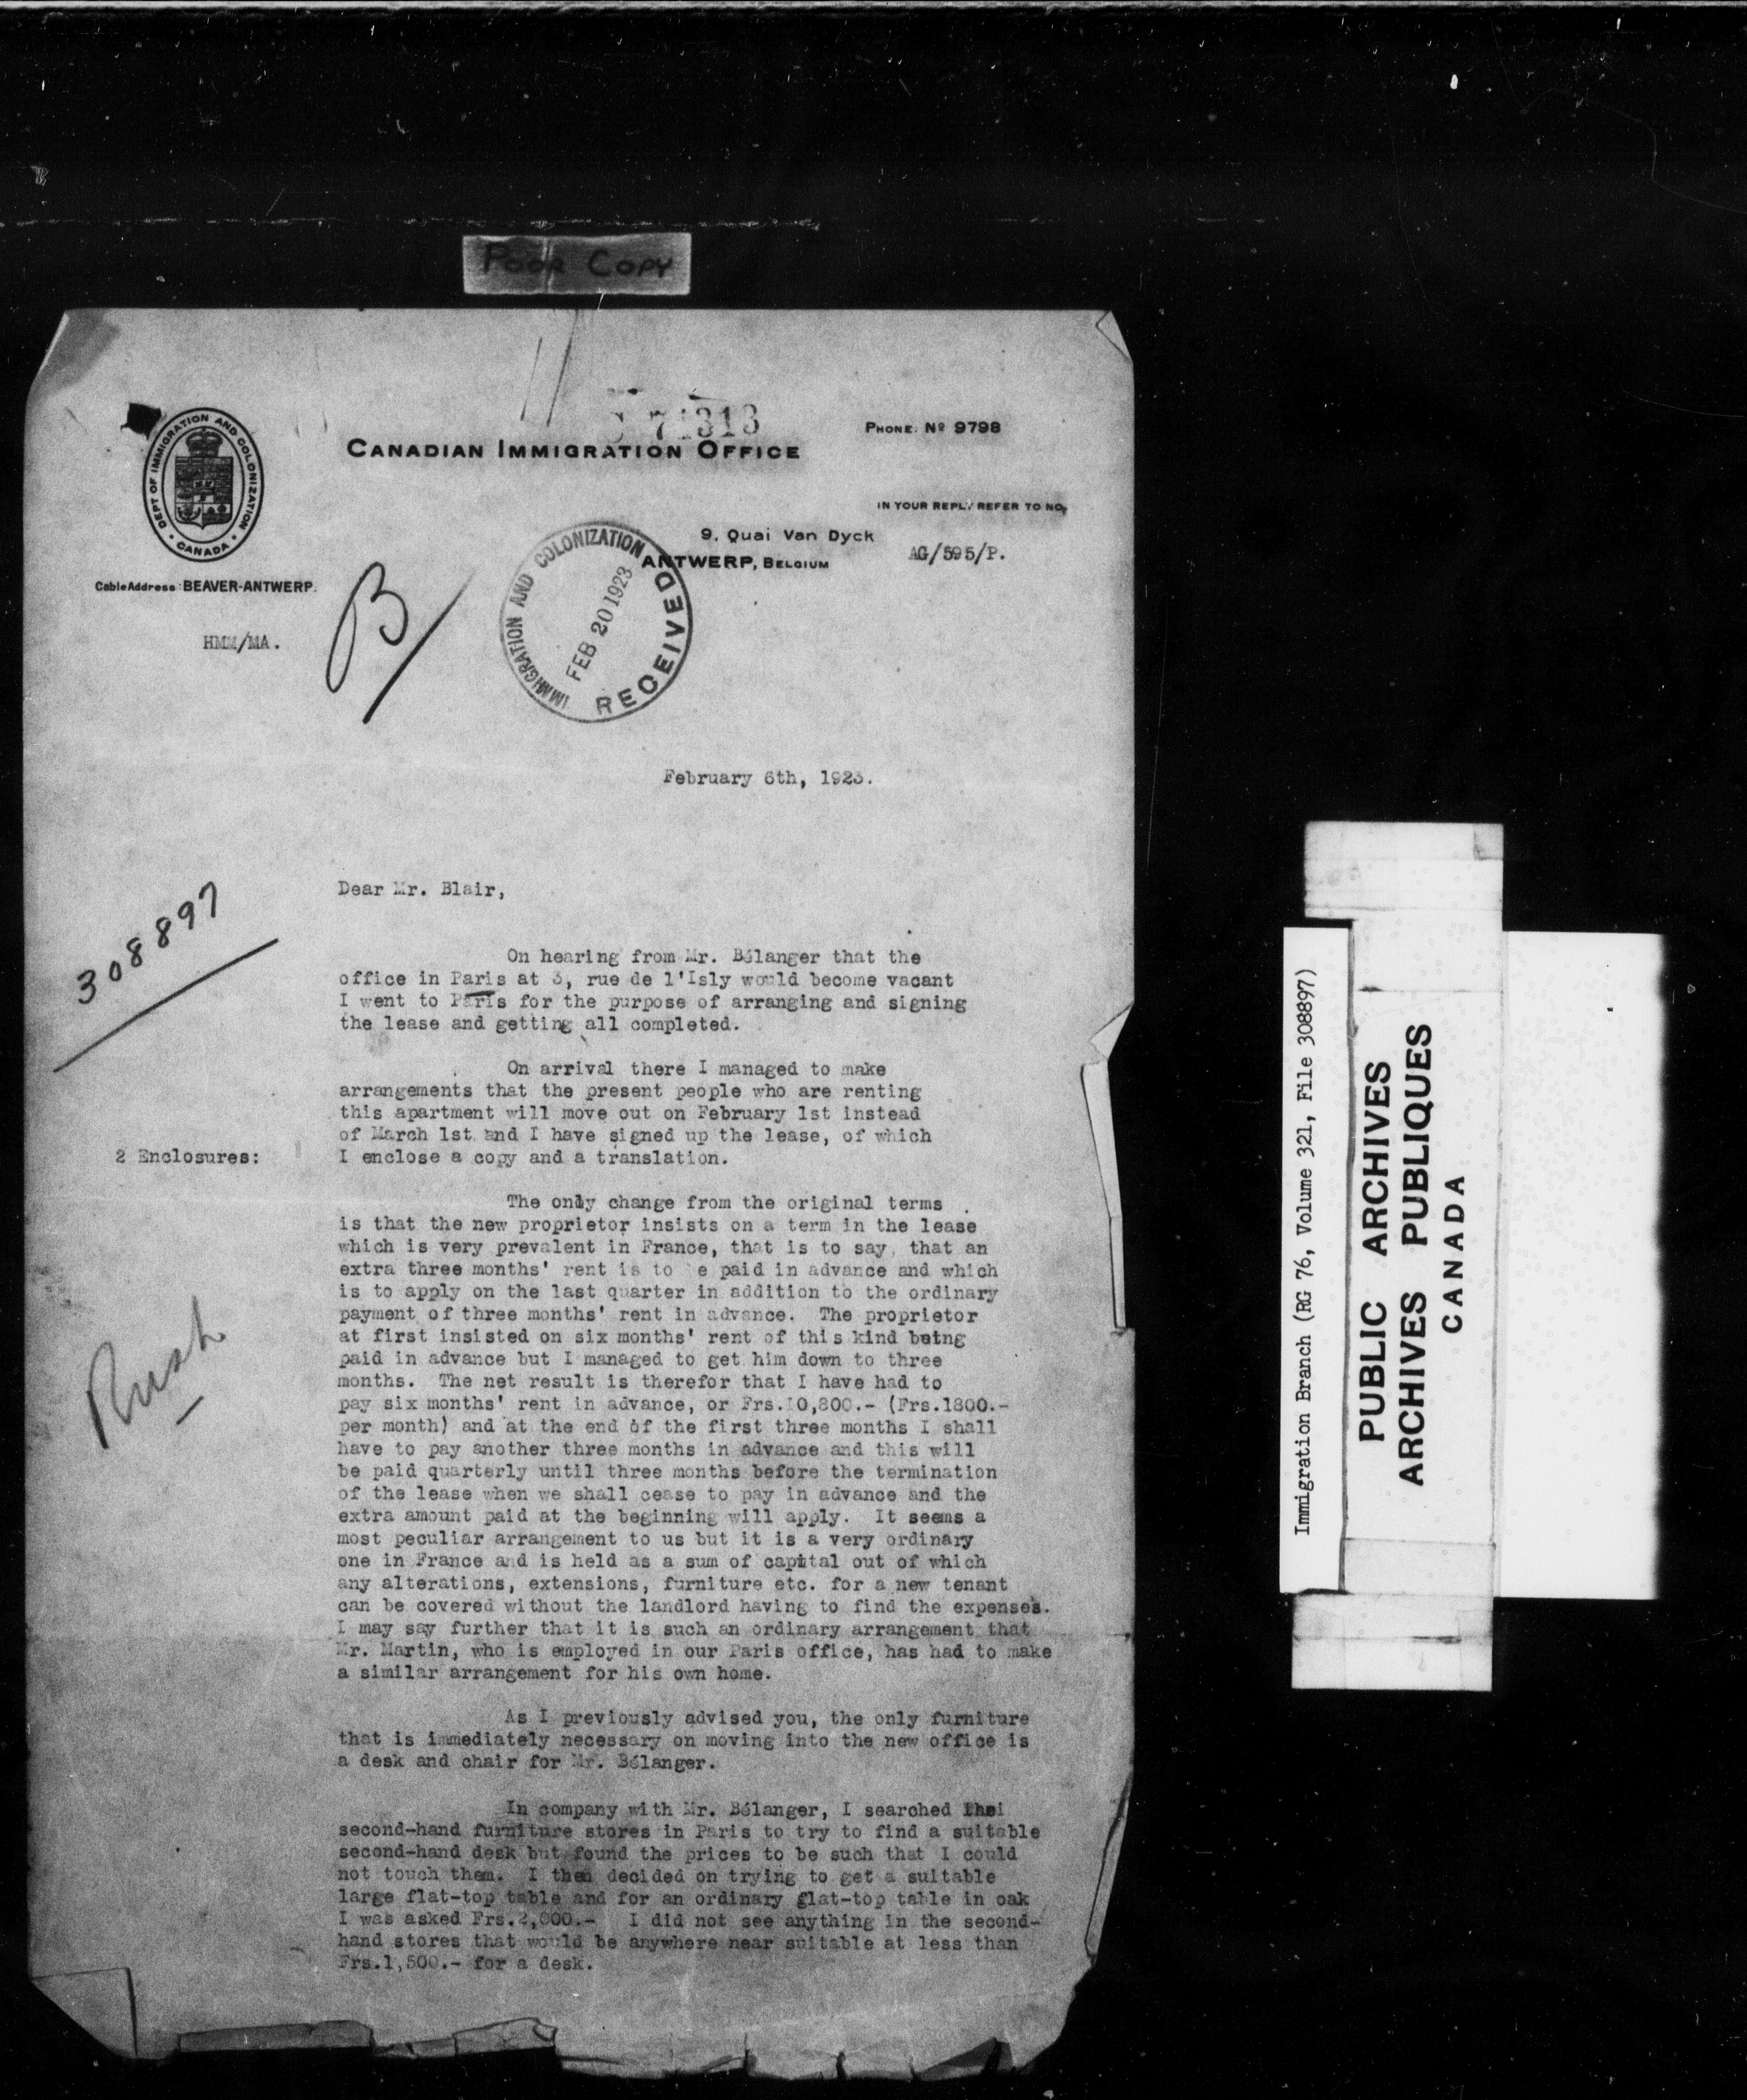 POOR COPY
71313
CANADIAN IMMIGRATION OFFICE
PHONE: Nº 9798
DEPT OF IMMIGRATION AND COLONIZATION
• CANADA •
IN YOUR REPLY REFER TO NO.
9, Quai Van Dyck
ANTWERP, BELGIUM
AG/595/P.
Cable Address: BEAVER-ANTWERP.
HMM/MA.
B/
IMMIGRATION AND COLONIZATION
FEB 20 1923
RECEIVED
February 6th, 1923.
308897
Dear Mr. Blair,
On hearing from Mr. Bélanger that the
office in Paris at 3, rue de l'Isly would become vacant
I went to Paris for the purpose of arranging and signing
the lease and getting all completed.
On arrival there I managed to make
arrangements that the present people who are renting
this apartment will move out on February 1st instead
of March 1st and I have signed up the lease, of which
2 Enclosures:
I enclose a copy and a translation.
The only change from the original terms
is that the new proprietor insists on a term in the lease
which is very prevalent in France, that is to say, that an
extra three months' rent is to e paid in advance and which
is to apply on the last quarter in addition to the ordinary
payment of three months' rent in advance. The proprietor
at first insisted on six months' rent of this kind being
paid in advance but I managed to get him down to three
months. The net result is therefor that I have had to
pay six months' rent in advance, or Frs.10,800.- (Frs.1800.-
per month) and at the end of the first three months I shall
have to pay another three months in advance and this will
be paid quarterly until three months before the termination
of the lease when we shall cease to pay in advance and the
extra amount paid at the beginning will apply. It seems a
most peculiar arrangement to us but it is a very ordinary
one in France and is held as a sum of capital out of which
any alterations, extensions, furniture etc. for a new tenant
can be covered without the landlord having to find the expenses.
I may say further that it is such an ordinary arrangement that
Mr. Martin, who is employed in our Paris office, has had to make
a similar arrangement for his own home.
Rush
As I previously advised you, the only furniture
that is immediately necessary on moving into the new office is
a desk and chair for Mr. Bélanger.
In company with Mr. Bélanger, I searched
second-hand furniture stores in Paris to try to find a suitable
second-hand desk but found the prices to be such that I could
not touch them. I then decided on trying to get a suitable
large flat-top table and for an ordinary flat-top table in oak
I was asked Frs.2,000.- I did not see anything in the second-
hand stores that would be anywhere near suitable at less than
Frs.1,500.- for a desk.
Immigration Branch (RG 76, Volume 321, File 308897)
PUBLIC ARCHIVES
ARCHIVES PUBLIQUES
CANADA